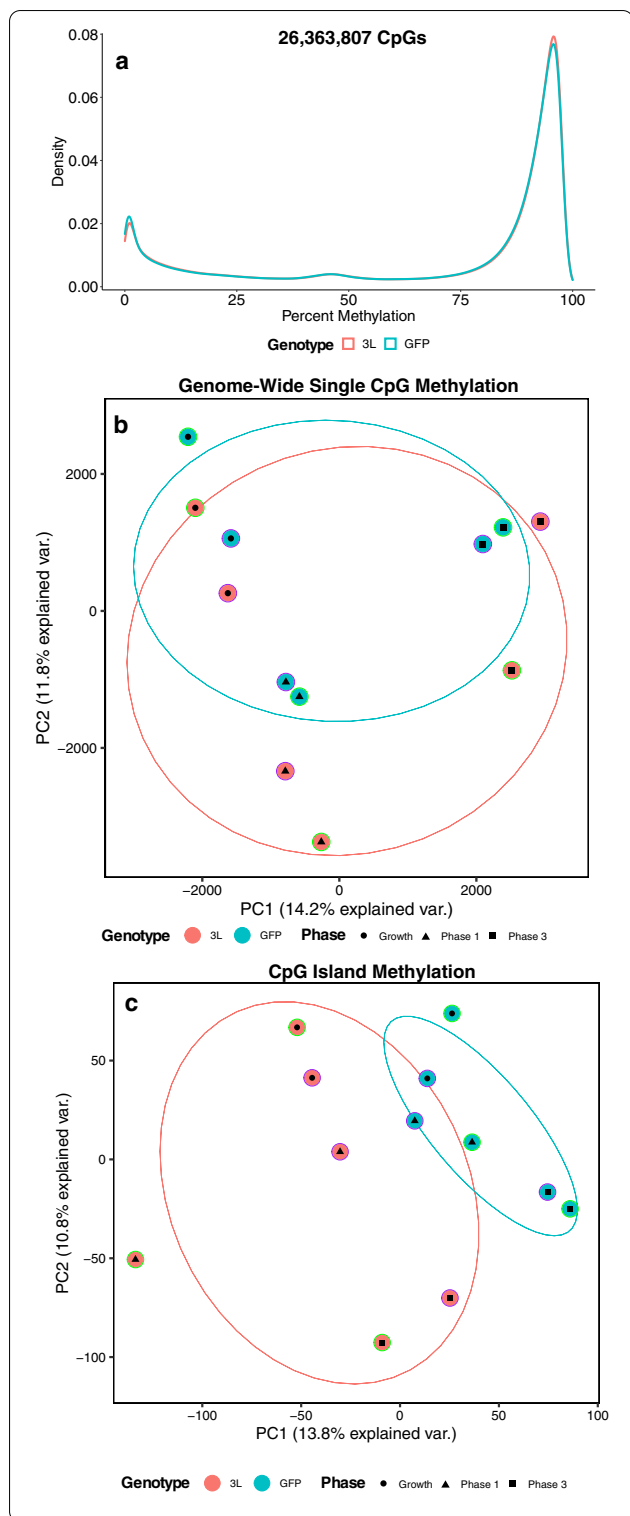 26,363,807 CpGs
a
0.08
0.06
0.04
0.02
0.00
Density
0 25 50 75 100
Percent Methylation
Genotype 3L GFP
Genome-Wide Single CpG Methylation
b
2000
0
−2000
PC2 (11.8% explained var.)
−2000 0 2000
PC1 (14.2% explained var.)
Genotype 3L GFP Phase Growth Phase 1 Phase 3
CpG Island Methylation
c
50
0
−50
−100
PC2 (10.8% explained var.)
−100 −50 0 50 100
PC1 (13.8% explained var.)
Genotype 3L GFP Phase Growth Phase 1 Phase 3